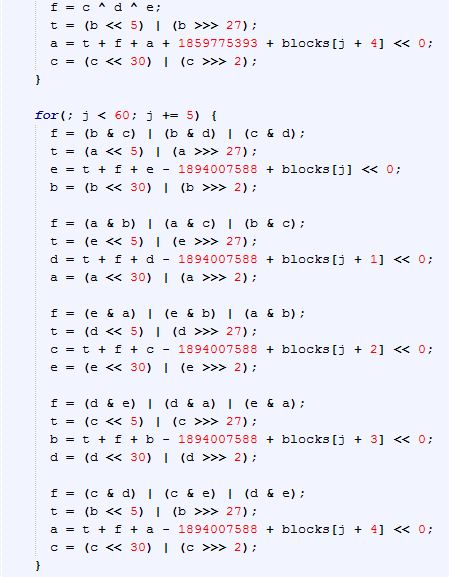 f = c ^ d ^ e;
t = (b << 5) | (b >>> 27);
a = t + f + a + 1859775393 + blocks[j + 4] << 0;
c = (c << 30) | (c >>> 2);
}
for(; j < 60; j += 5) {
f = (b & c) | (b & d) | (c & d);
t = (a << 5) | (a >>> 27);
e = t + f + e - 1894007588 + blocks[j] << 0;
b = (b << 30) | (b >>> 2);
f = (a & b) | (a & c) | (b & c);
t = (e << 5) | (e >>> 27);
d = t + f + d - 1894007588 + blocks[j + 1] << 0;
a = (a << 30) | (a >>> 2);
f = (e & a) | (e & b) | (a & b);
t = (d << 5) | (d >>> 27);
c = t + f + c - 1894007588 + blocks[j + 2] << 0;
e = (e << 30) | (e >>> 2);
f = (d & e) | (d & a) | (e & a);
t = (c << 5) | (c >>> 27);
b = t + f + b - 1894007588 + blocks[j + 3] << 0;
d = (d << 30) | (d >>> 2);
f = (c & d) | (c & e) | (d & e);
t = (b << 5) | (b >>> 27);
a = t + f + a - 1894007588 + blocks[j + 4] << 0;
c = (c << 30) | (c >>> 2);
}